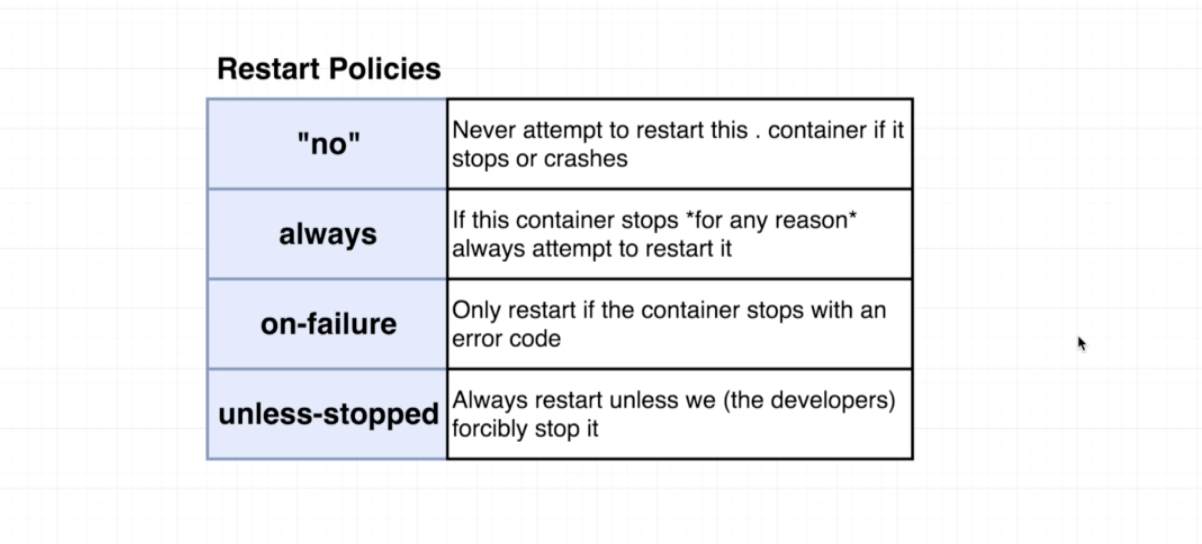 Restart Policies
"no"
Never attempt to restart this . container if it
stops or crashes
always
If this container stops *for any reason*
always attempt to restart it
on-failure
Only restart if the container stops with an
error code
unless-stopped
Always restart unless we (the developers)
forcibly stop it